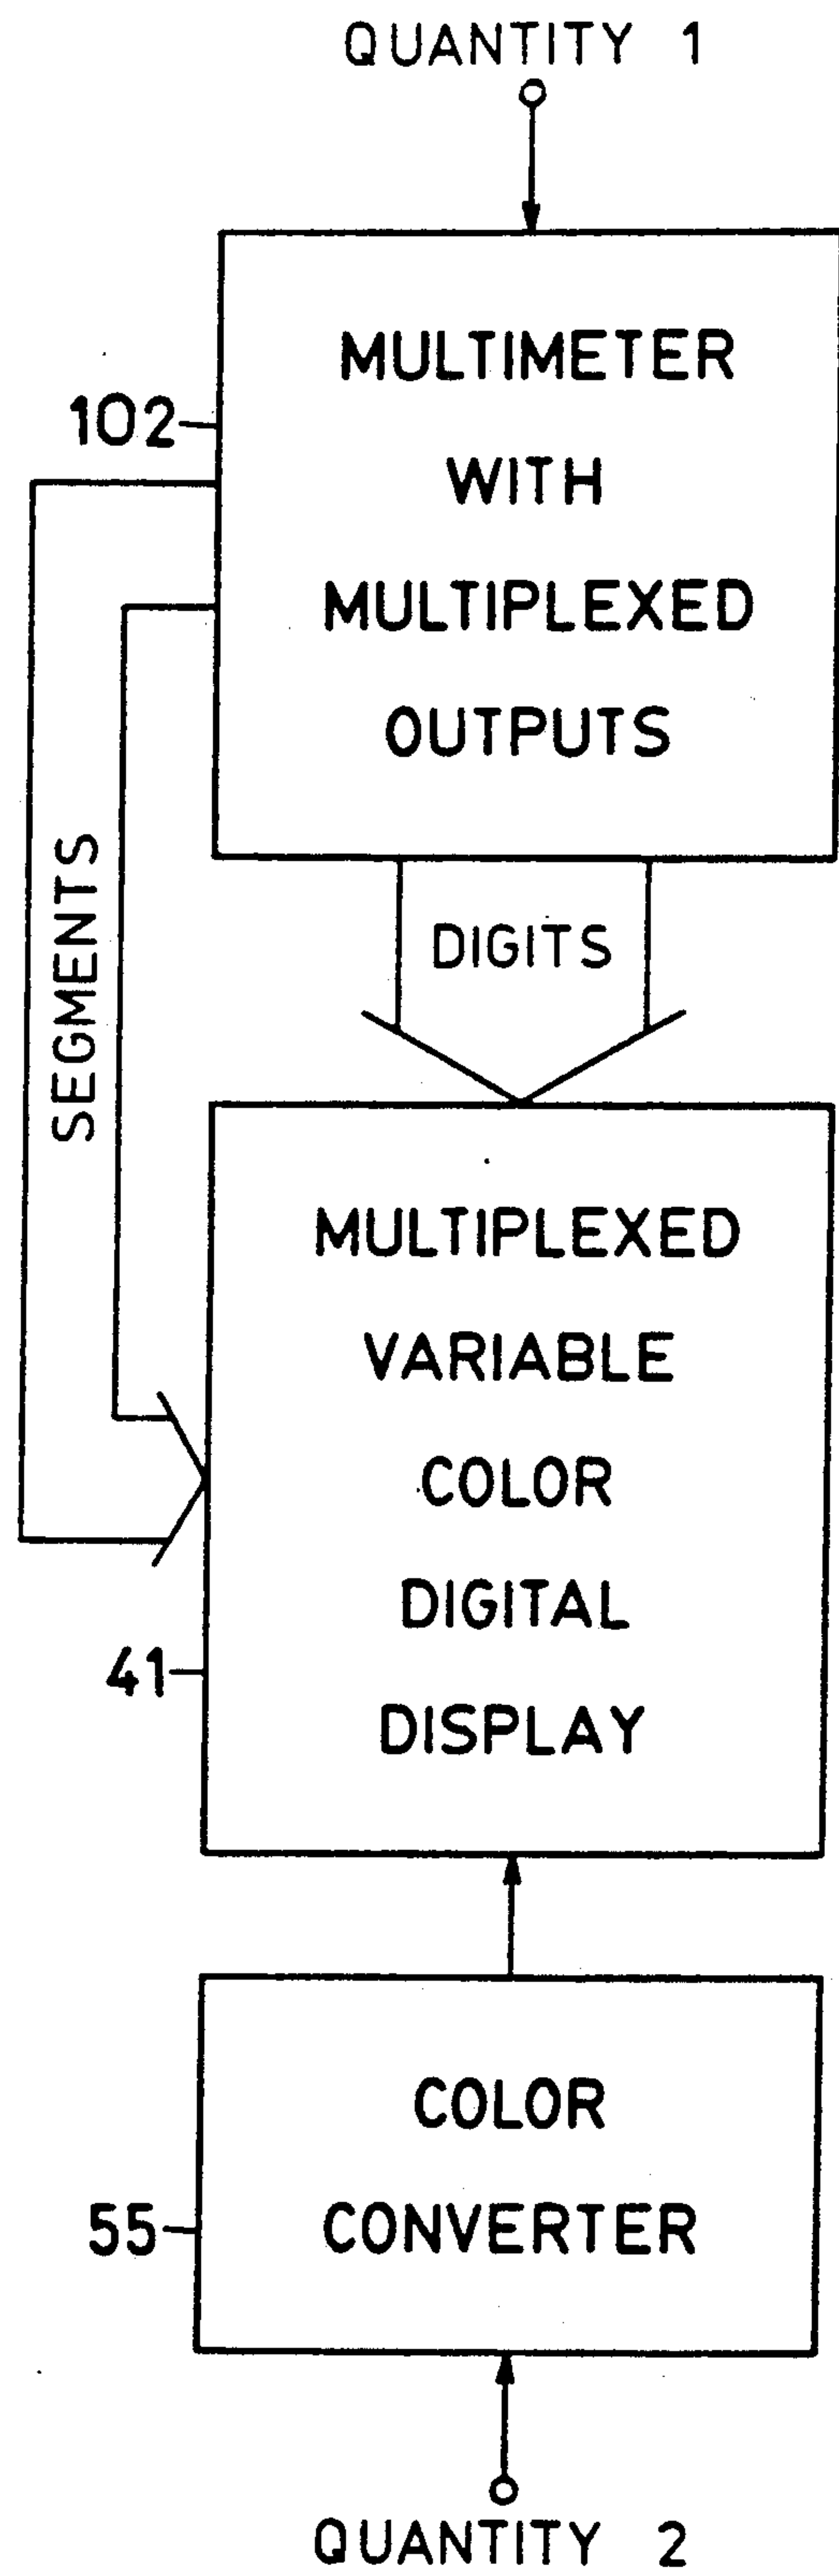 QUANTITY 1
MULTIMETER
102
WITH
MULTIPLEXED
OUTPUTS
SEGMENTS
DIGITS
MULTIPLEXED
VARIABLE
COLOR
DIGITAL
41
DISPLAY
COLOR
55
CONVERTER
QUANTITY 2